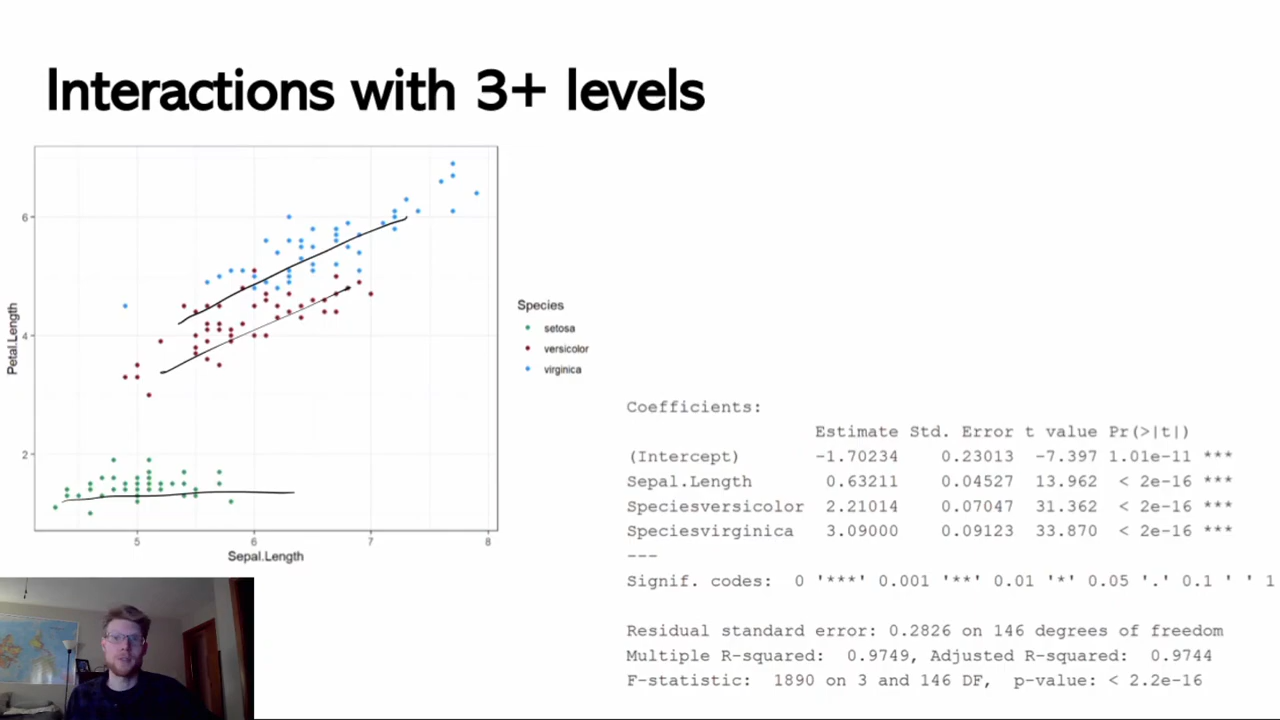 Interactions with 3+ levels
6
4
2
Petal.Length
5
6
7
8
Sepal.Length
Species
setosa
versicolor
virginica
Coefficients:
Estimate Std. Error t value Pr(>|t|)
(Intercept) -1.70234 0.23013 -7.397 1.01e-11 ***
Sepal.Length 0.63211 0.04527 13.962 < 2e-16 ***
Speciesversicolor 2.21014 0.07047 31.362 < 2e-16 ***
Speciesvirginica 3.09000 0.09123 33.870 < 2e-16 ***
---
Signif. codes: 0 '***' 0.001 '**' 0.01 '*' 0.05 '.' 0.1 ' ' 1
Residual standard error: 0.2826 on 146 degrees of freedom
Multiple R-squared: 0.9749, Adjusted R-squared: 0.9744
F-statistic: 1890 on 3 and 146 DF, p-value: < 2.2e-16